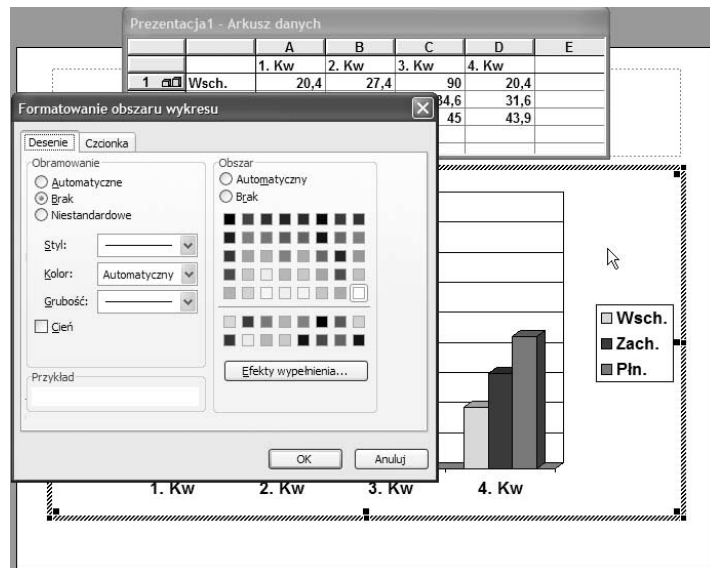 Prezentacja1 - Arkusz danych
A B C D E
1. Kw 2. Kw 3. Kw 4. Kw
1 Wsch. 20,4 27,4 90 20,4
34,6 31,6
45 43,9
Formatowanie obszaru wykresu
Desenie Czcionka
Obramowanie
Automatyczne
Brak
Niestandardowe
Styl:
Kolor: Automatyczny
Grubość:
Cień
Przykład
Obszar
Automatyczny
Brak
Efekty wypełnienia...
OK Anuluj
Wsch.
Zach.
Płn.
1. Kw 2. Kw 3. Kw 4. Kw